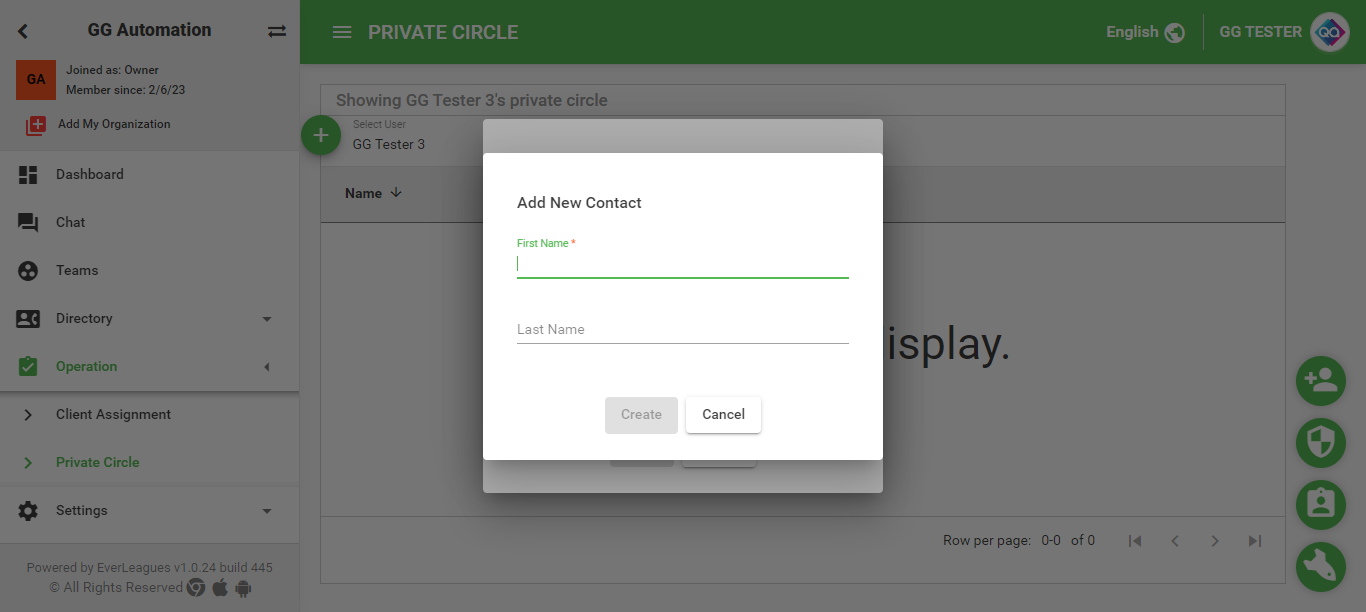 GG Automation
GA
Joined as: Owner
Member since: 2/6/23
Add My Organization
Dashboard
Chat
Teams
Directory
Operation
Client Assignment
Private Circle
Settings
Powered by EverLeagues v1.0.24 build 445
© All Rights Reserved
PRIVATE CIRCLE
English
GG TESTER
QA
Showing GG Tester 3's private circle
Select User
GG Tester 3
Name
Add New Contact
First Name *
Last Name
Create
Cancel
isplay.
Row per page: 0-0 of 0